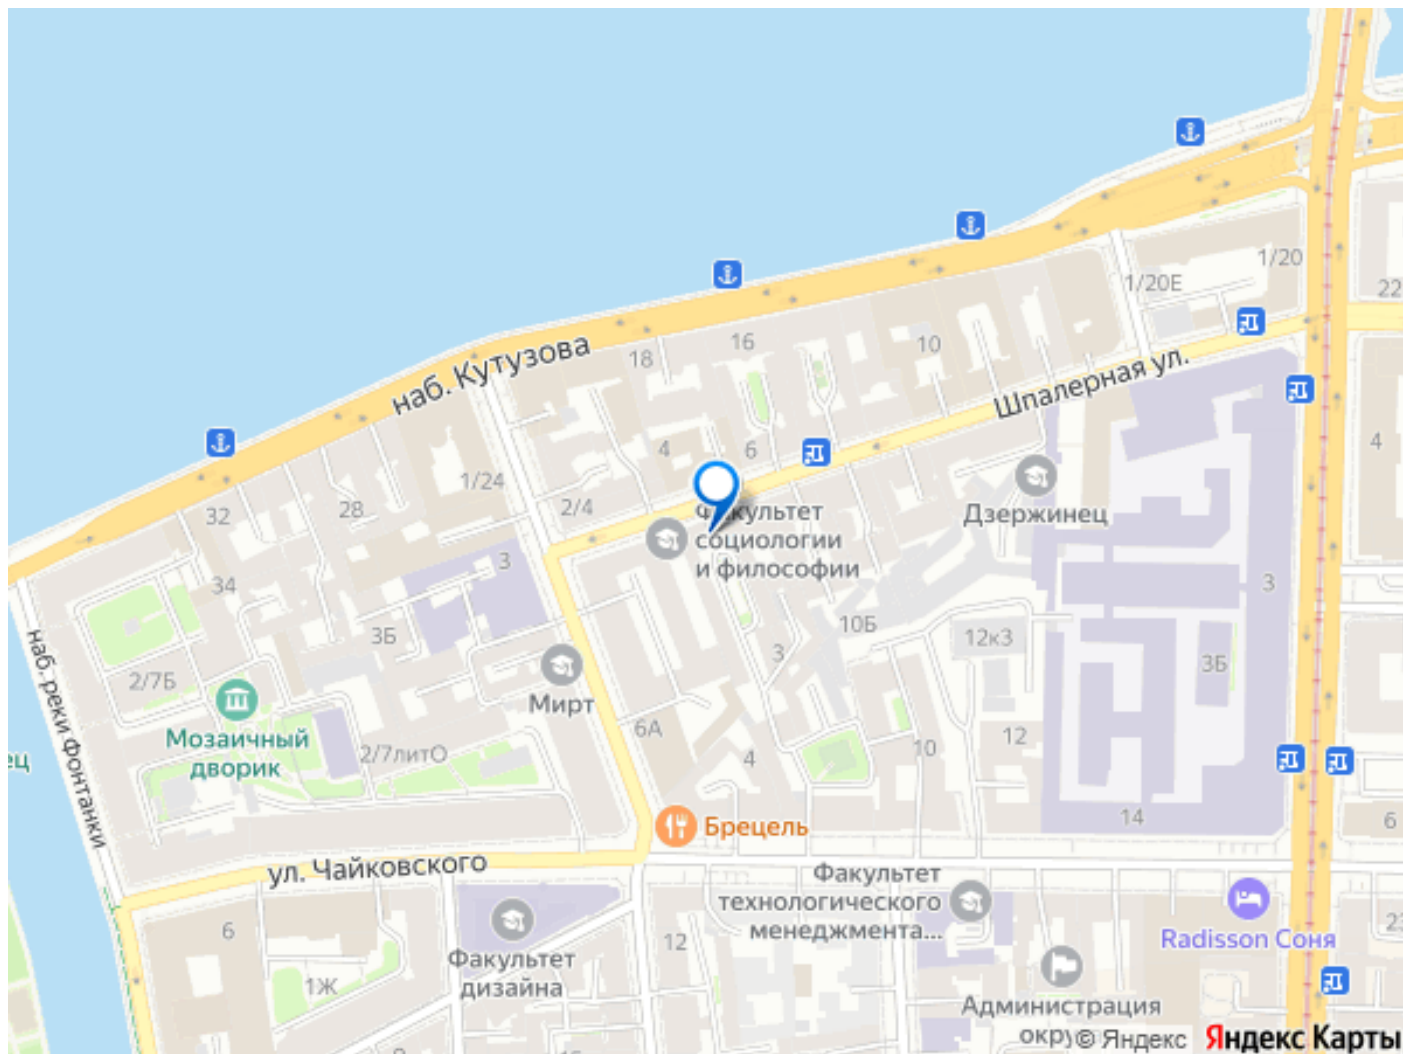 1/20
1/20Е
22
наб. Кутузова
18
16
10
Шпалерная ул.
4
6
4
1/24
2/4
28
32
Факультет
социологии
и философии
Дзержинец
3
34
3Б
2/7Б
наб. реки Фонтанки
Мозаичный
дворик
2/7литО
Мирт
6А
3
10Б
12к3
3
3Б
4
10
12
14
6
ец
Брецель
ул. Чайковского
Факультет
технологического
менеджмента...
Radisson Соня
23
6
1Ж
Факультет
дизайна
12
Администрация
окру
© Яндекс
Яндекс Карты